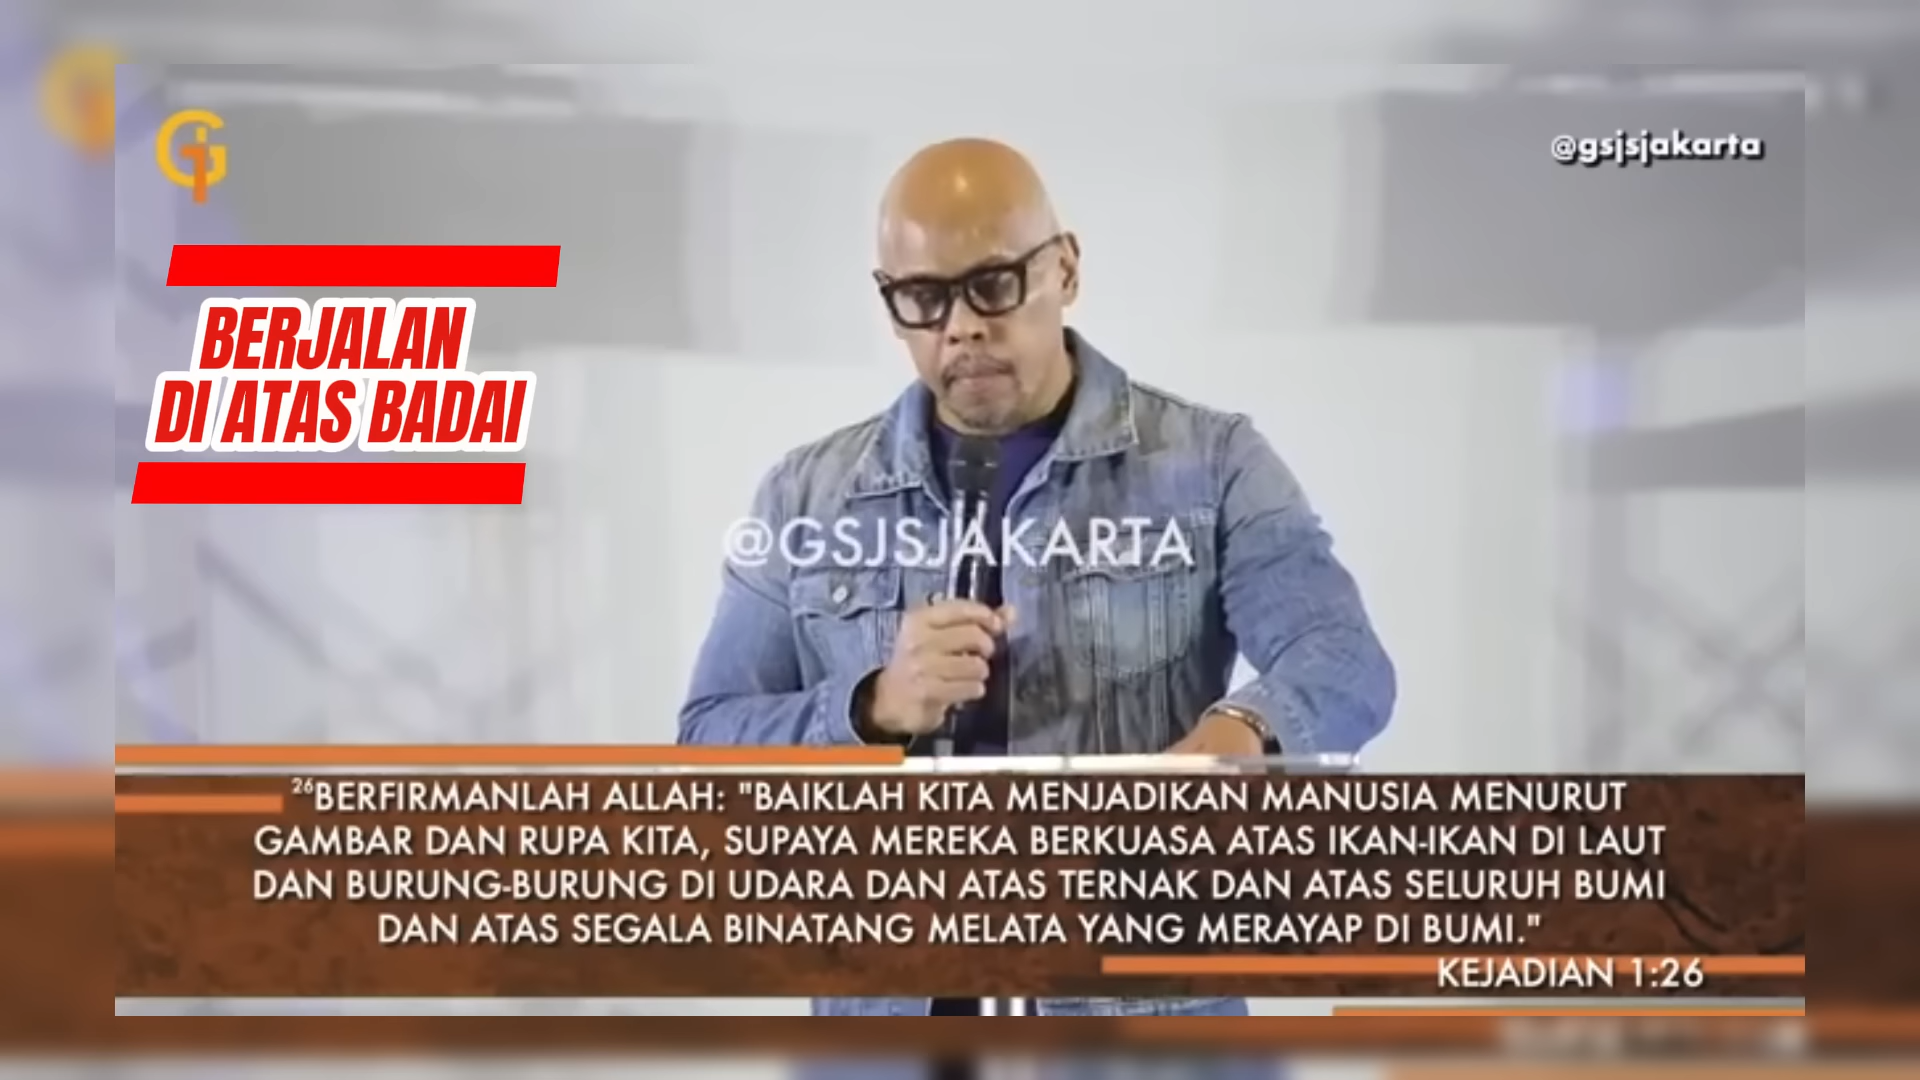 Gi
@gsjsjakarta
BERJALAN
DI ATAS BADAI
@GSJSJAKARTA
26BERFIRMANLAH ALLAH: "BAIKLAH KITA MENJADIKAN MANUSIA MENURUT
GAMBAR DAN RUPA KITA, SUPAYA MEREKA BERKUASA ATAS IKAN-IKAN DI LAUT
DAN BURUNG-BURUNG DI UDARA DAN ATAS TERNAK DAN ATAS SELURUH BUMI
DAN ATAS SEGALA BINATANG MELATA YANG MERAYAP DI BUMI."
KEJADIAN 1:26